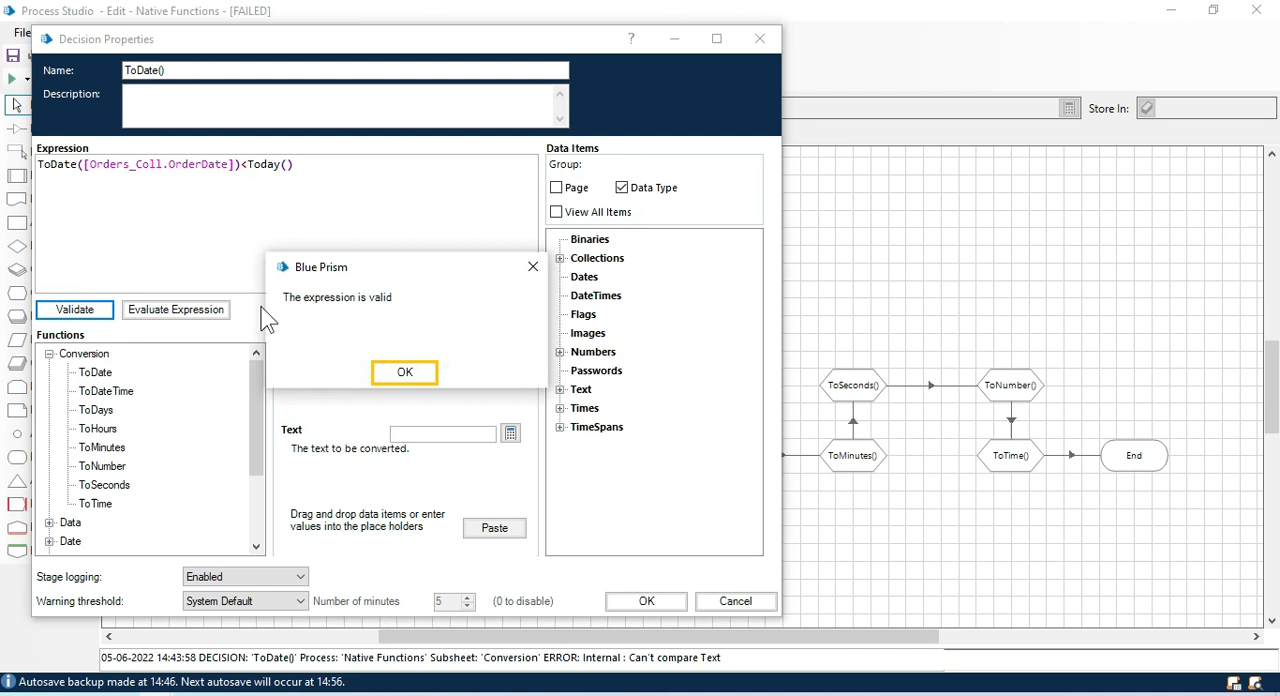 Process Studio - Edit - Native Functions - [FAILED]
File
Decision Properties
?
Name:
ToDate()
Description:
Store In:
Expression
ToDate([Orders_Coll.OrderDate])<Today()
Data Items
Group:
Page
Data Type
View All Items
Binaries
Collections
Dates
DateTimes
Flags
Images
Numbers
Passwords
Text
Times
TimeSpans
Blue Prism
The expression is valid
OK
Validate
Evaluate Expression
Functions
Conversion
ToDate
ToDateTime
ToDays
ToHours
ToMinutes
ToNumber
ToSeconds
ToTime
Data
Date
Text
The text to be converted.
Drag and drop data items or enter
values into the place holders
Paste
Stage logging:
Enabled
Warning threshold:
System Default
Number of minutes
5
(0 to disable)
OK
Cancel
ToSeconds()
ToNumber()
ToMinutes()
ToTime()
End
05-06-2022 14:43:58 DECISION: 'ToDate()' Process: 'Native Functions' Subsheet: 'Conversion' ERROR: Internal : Can't compare Text
Autosave backup made at 14:46. Next autosave will occur at 14:56.